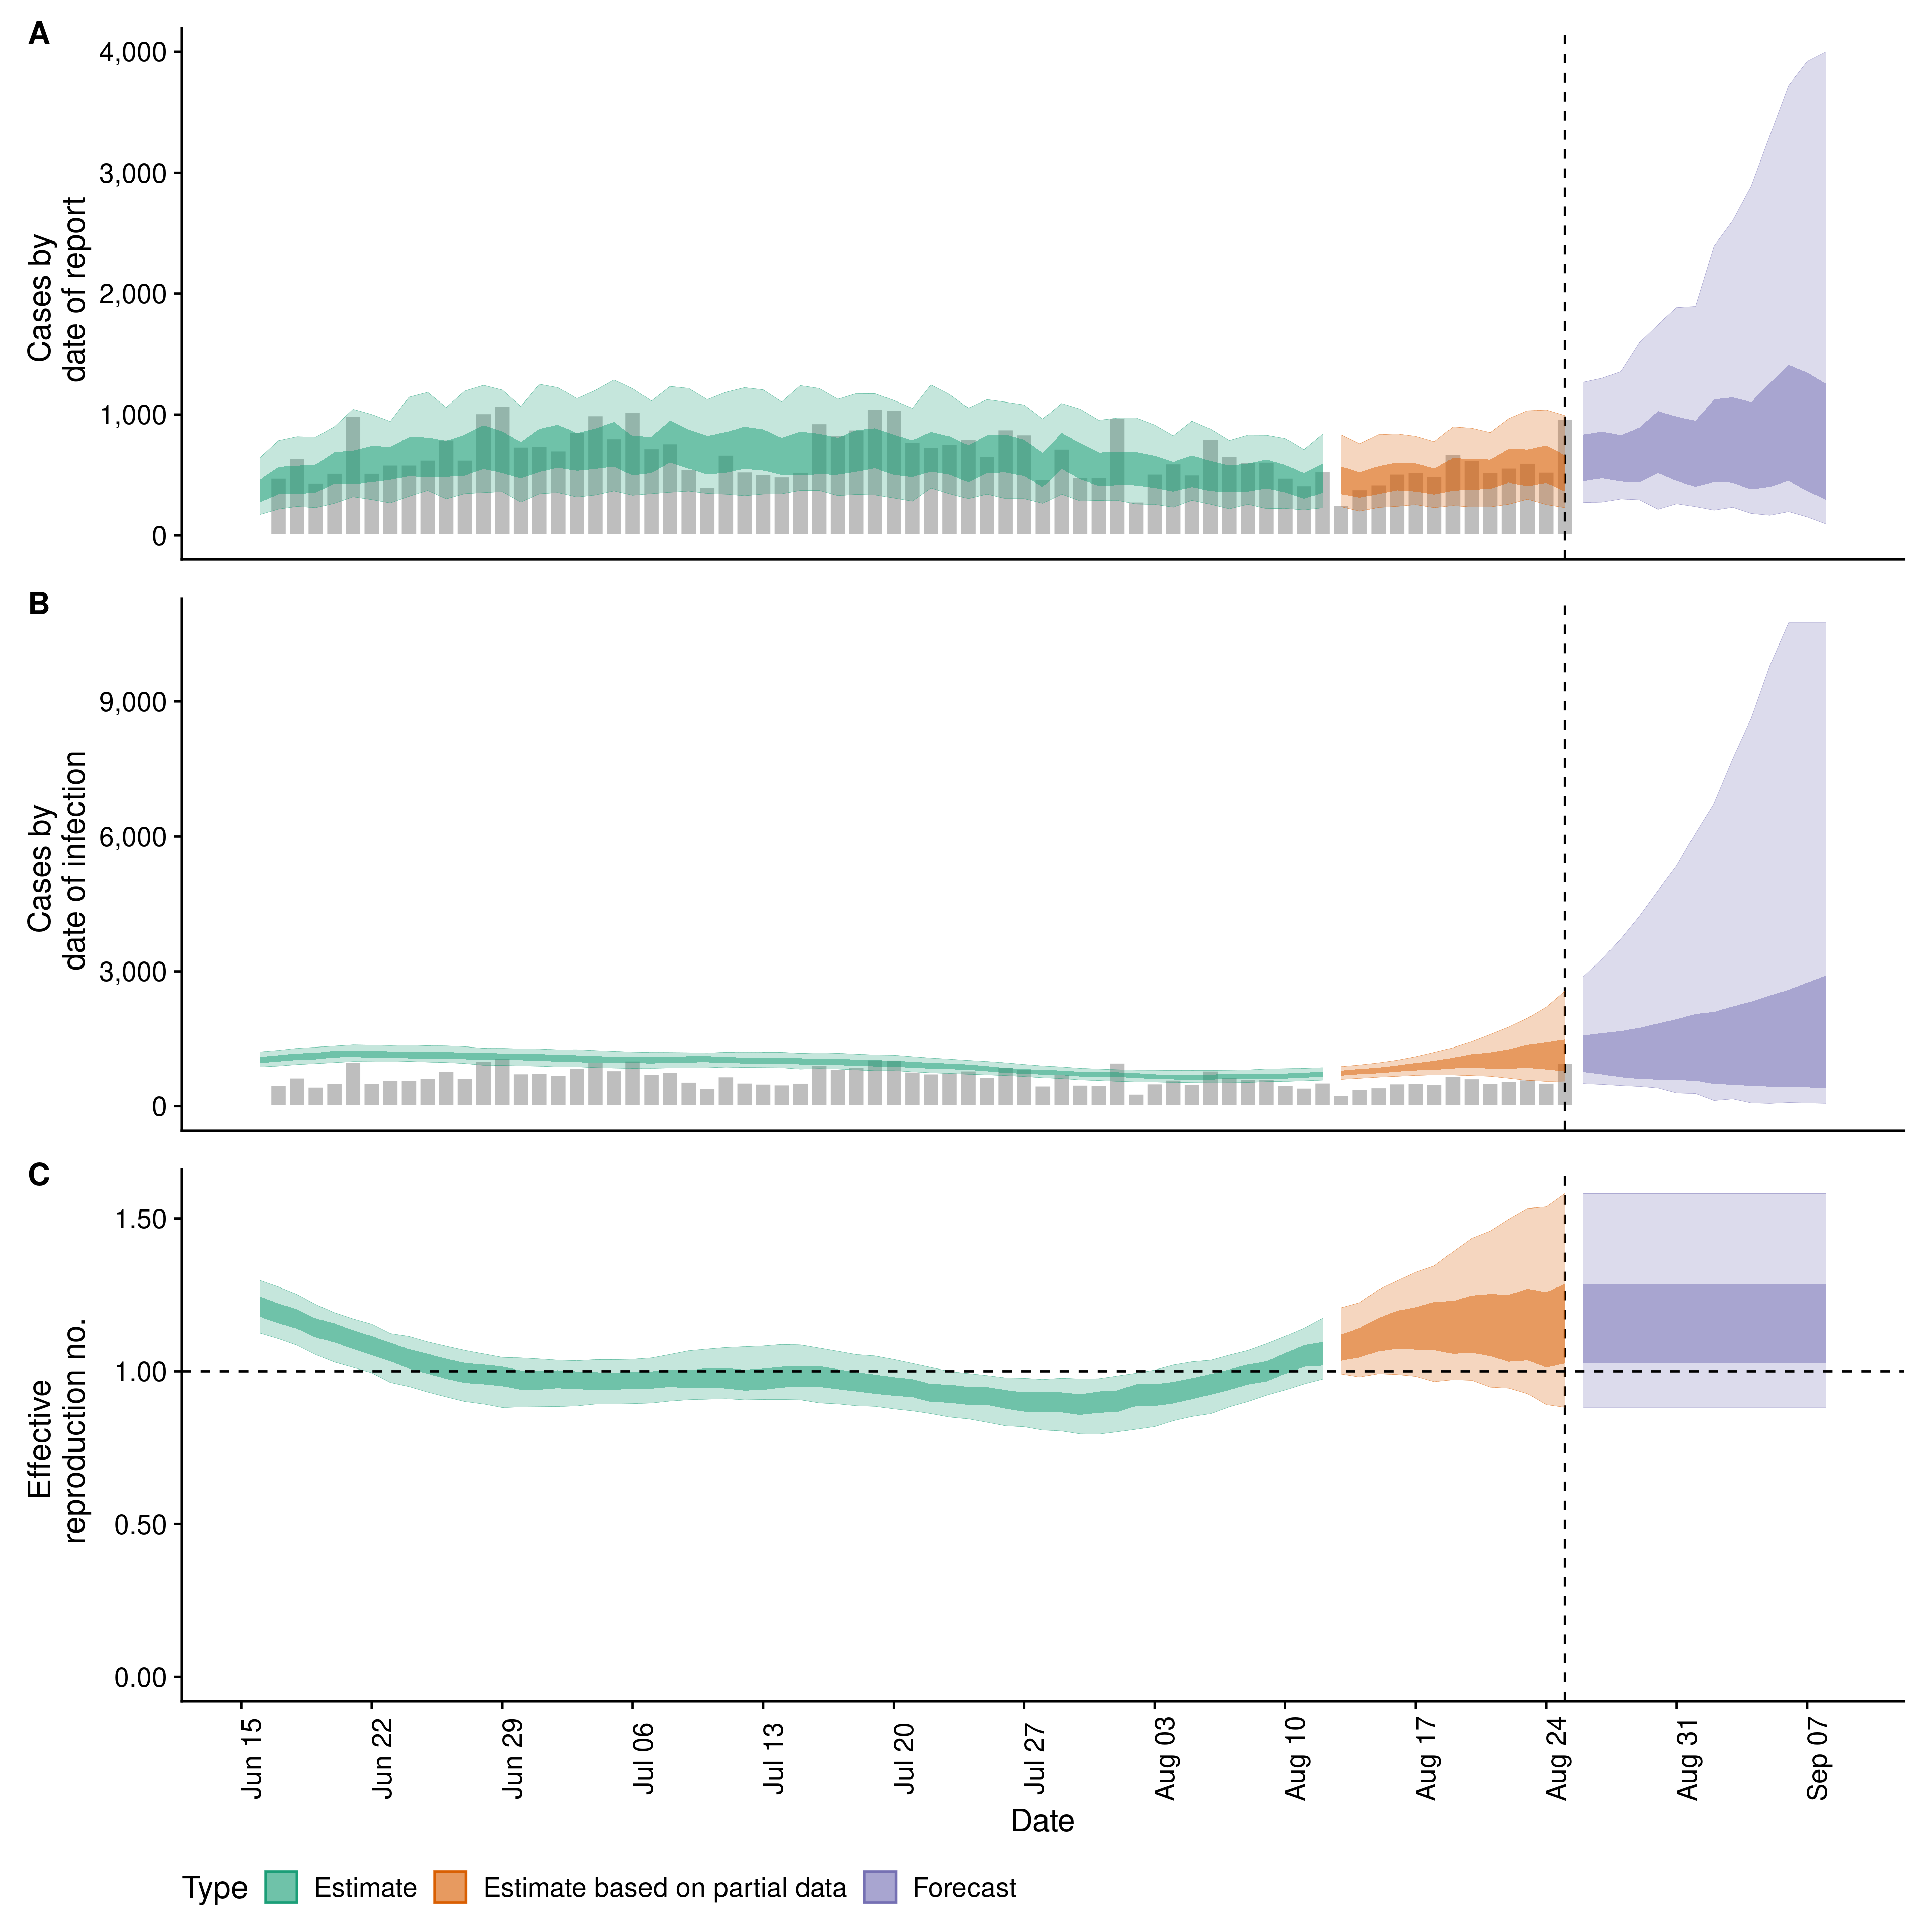 A
4,000
3,000
2,000
1,000
0
Cases by
date of report
B
9,000
6,000
3,000
0
Cases by
date of infection
C
1.50
1.00
0.50
0.00
Effective
reproduction no.
Jun 15
Jun 22
Jun 29
Jul 06
Jul 13
Jul 20
Jul 27
Aug 03
Aug 10
Aug 17
Aug 24
Aug 31
Sep 07
Date
Type Estimate Estimate based on partial data Forecast